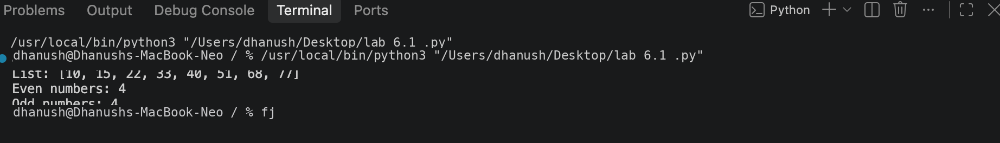 Problems Output Debug Console Terminal Ports Python
/usr/local/bin/python3 "/Users/dhanush/Desktop/lab 6.1 .py"
dhanush@Dhanushs-MacBook-Neo / % /usr/local/bin/python3 "/Users/dhanush/Desktop/lab 6.1 .py"
List: [10, 15, 22, 33, 40, 51, 68, 77]
Even numbers: 4
Odd numbers: 4
dhanush@Dhanushs-MacBook-Neo / % fj